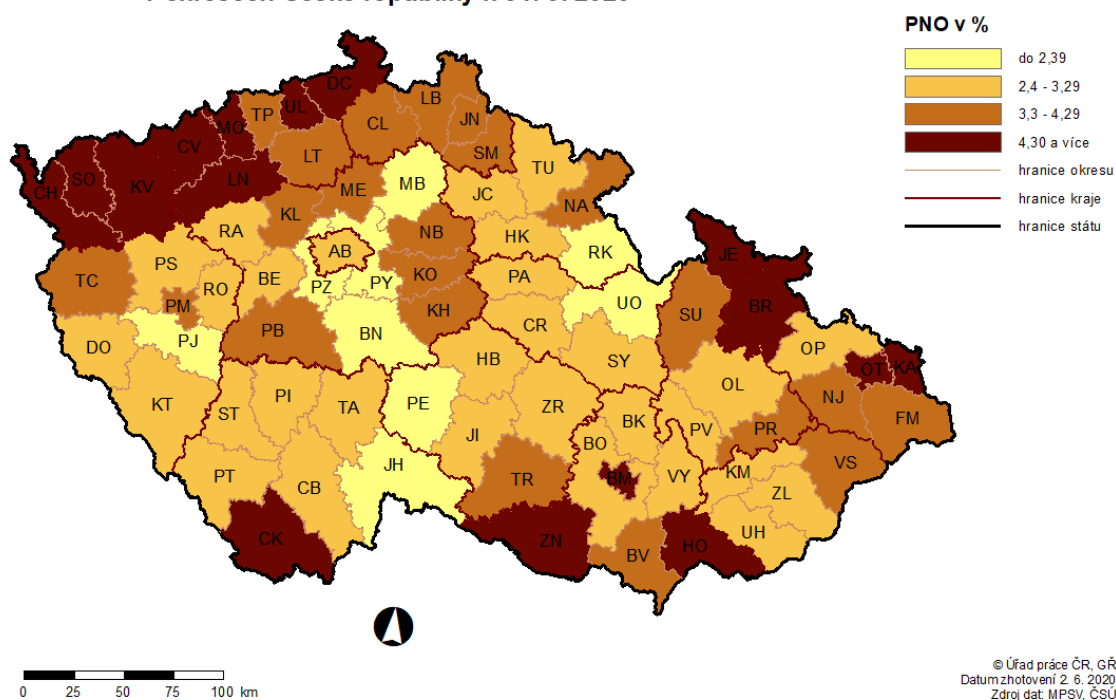 v okresech České republiky k 31. 5. 2020
PNO v %
do 2,39
2,4 - 3,29
3,3 - 4,29
4,30 a více
hranice okresu
hranice kraje
hranice státu
DC
UL
LB
TP
MO
CL
JN
CV
LT
SM
TU
SO
KV
LN
CH
ME
MB
JC
NA
KL
RA
NB
HK
AB
RK
JE
PS
TC
BE
KO
PA
RO
PZ
PY
UO
BR
PM
KH
SU
PB
CR
BN
PJ
DO
OP
HB
SY
OT
KA
OL
PI
PE
NJ
KT
ST
TA
ZR
FM
BK
PV
PR
JI
BO
JH
VS
PT
KM
TR
BM
VY
CB
ZL
UH
CK
ZN
HO
BV
0 25 50 75 100 km
© Úřad práce ČR, GŘ
Datum zhotovení 2. 6. 2020
Zdroj dat: MPSV, ČSÚ